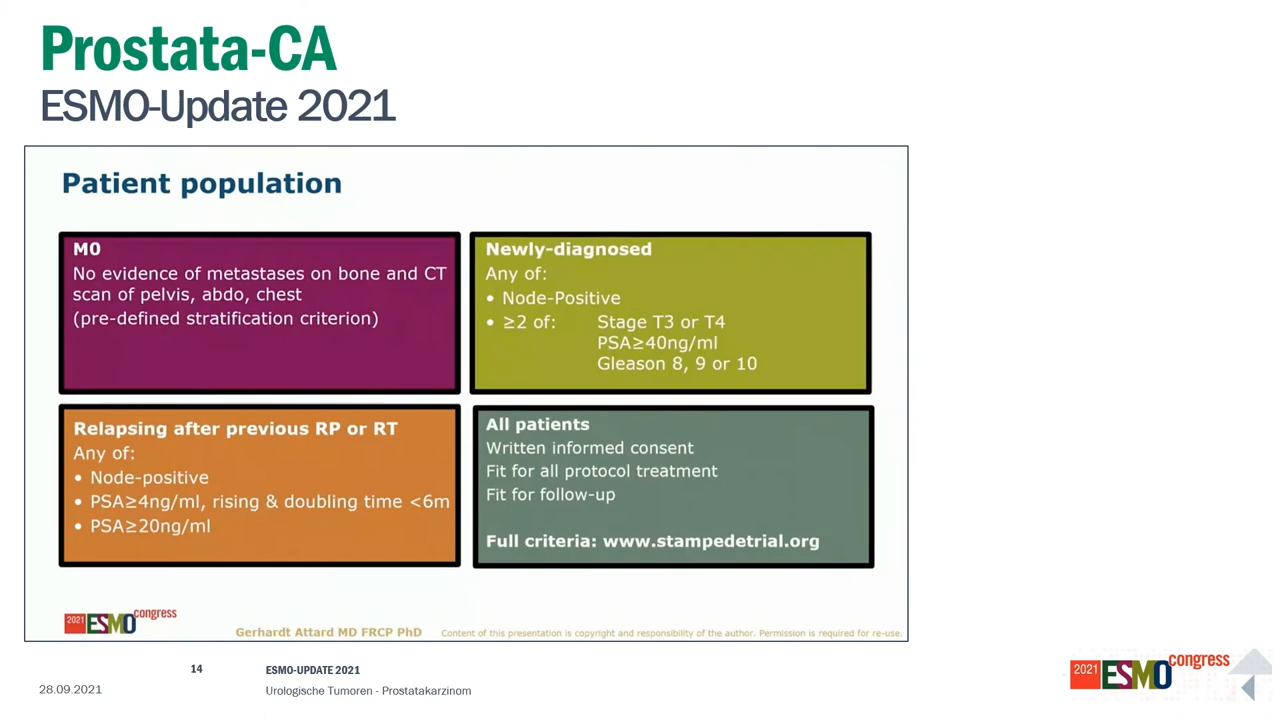 Prostata-CA
ESMO-Update 2021
Patient population
M0
No evidence of metastases on bone and CT
scan of pelvis, abdo, chest
(pre-defined stratification criterion)
Newly-diagnosed
Any of:
• Node-Positive
• ≥2 of: Stage T3 or T4
PSA≥40ng/ml
Gleason 8, 9 or 10
Relapsing after previous RP or RT
Any of:
• Node-positive
• PSA≥4ng/ml, rising & doubling time <6m
• PSA≥20ng/ml
All patients
Written informed consent
Fit for all protocol treatment
Fit for follow-up
Full criteria: www.stampedetrial.org
2021 ESMO congress
Gerhardt Attard MD FRCP PhD Content of this presentation is copyright and responsibility of the author. Permission is required for re-use.
14 ESMO-UPDATE 2021
28.09.2021 Urologische Tumoren - Prostatakarzinom
2021 ESMO congress